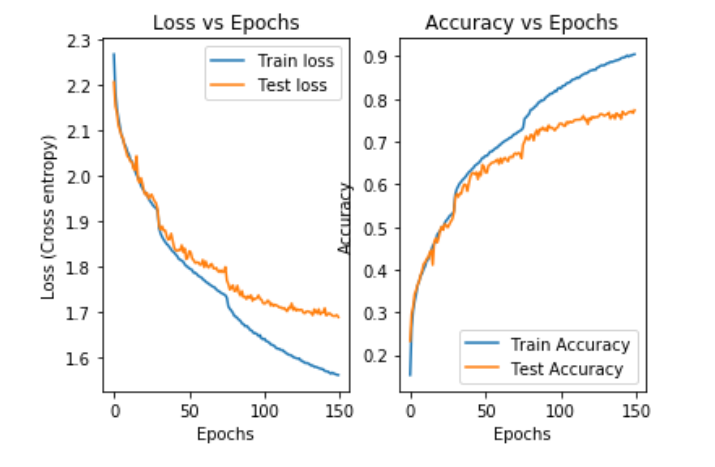 Loss vs Epochs
Loss (Cross entropy)
2.3
2.2
2.1
2.0
1.9
1.8
1.7
1.6
Train loss
Test loss
0 50 100 150
Epochs
Accuracy vs Epochs
Accuracy
0.9
0.8
0.7
0.6
0.5
0.4
0.3
0.2
Train Accuracy
Test Accuracy
0 50 100 150
Epochs